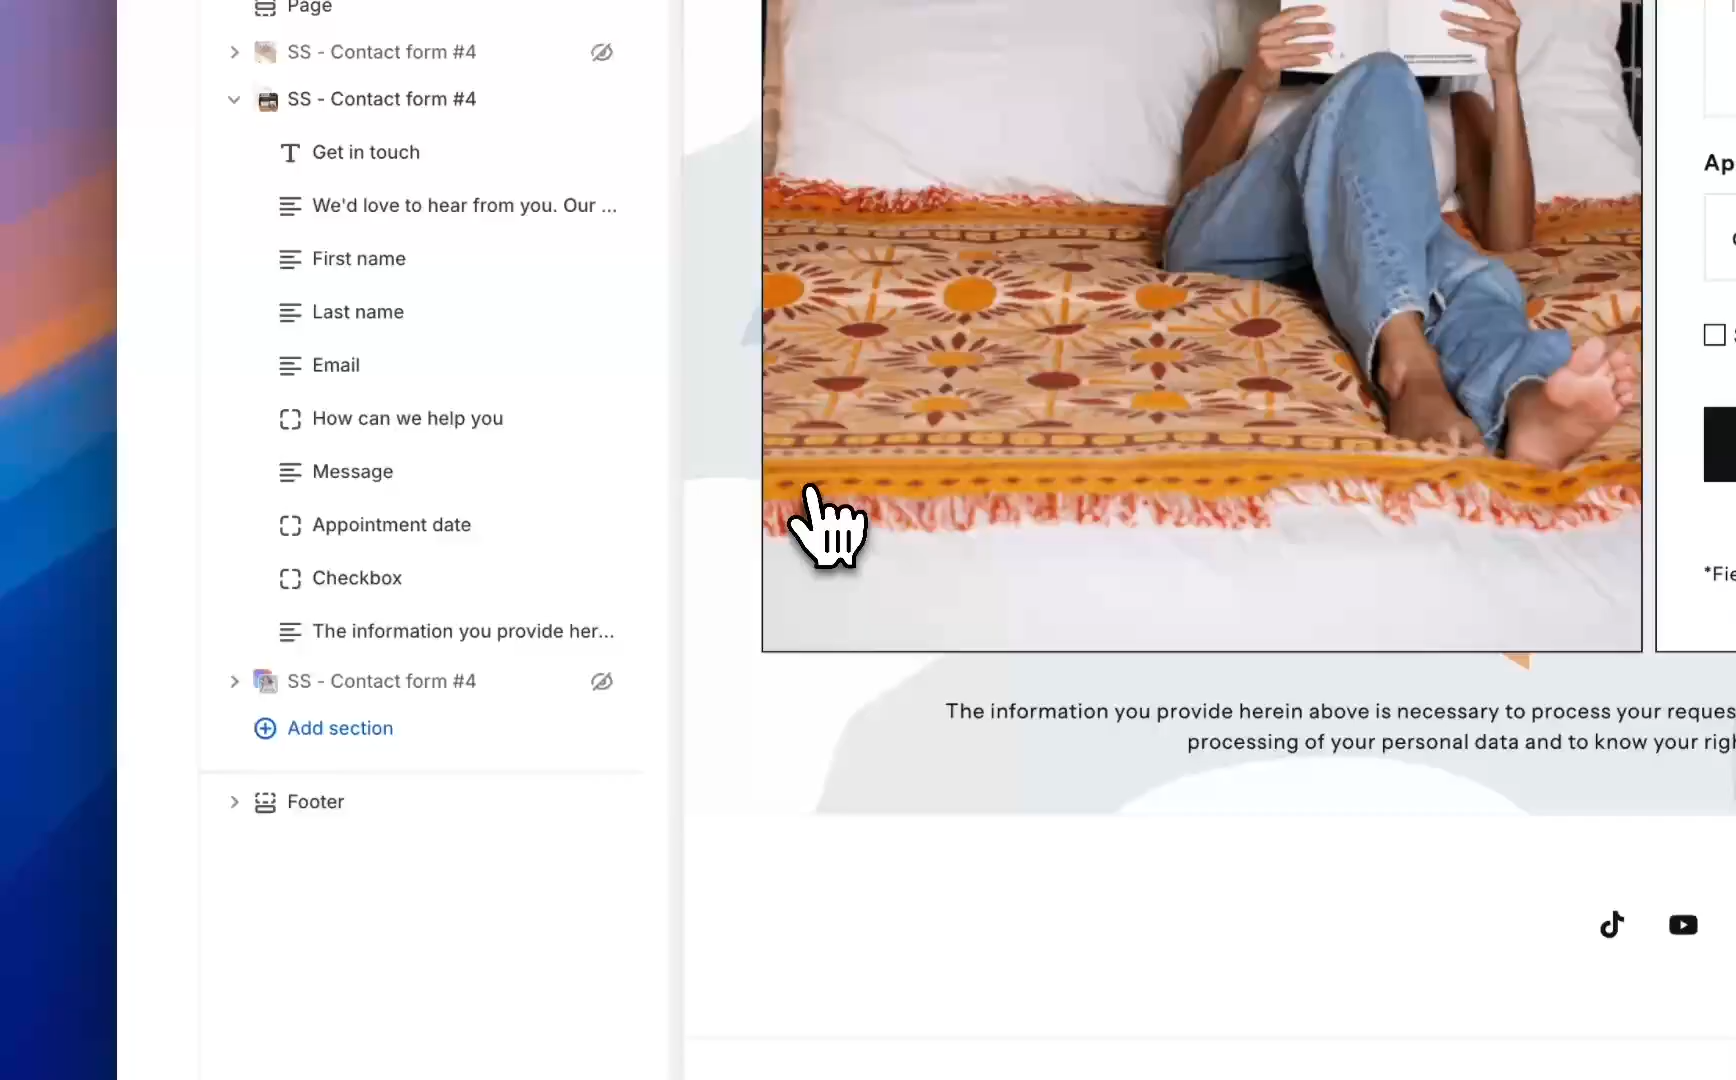 Page
SS - Contact form #4
SS - Contact form #4
Get in touch
We'd love to hear from you. Our ...
First name
Last name
Email
How can we help you
Message
Appointment date
Checkbox
The information you provide her...
SS - Contact form #4
Add section
Footer
Ap
*Fie
The information you provide herein above is necessary to process your reques
processing of your personal data and to know your righ